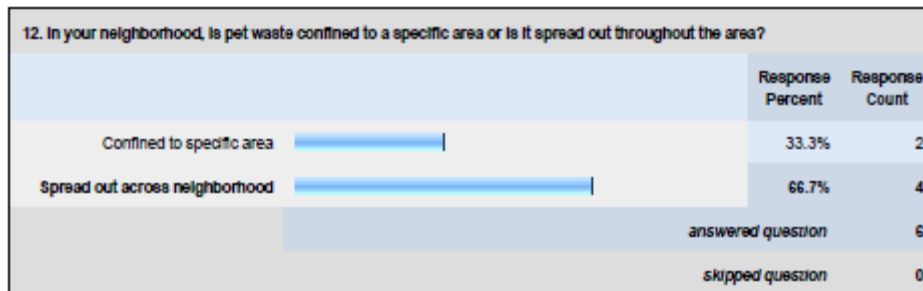 12. In your neighborhood, is pet waste confined to a specific area or is it spread out throughout the area?
Response Percent Response Count
Confined to specific area 33.3% 2
Spread out across neighborhood 66.7% 4
answered question 6
skipped question 0